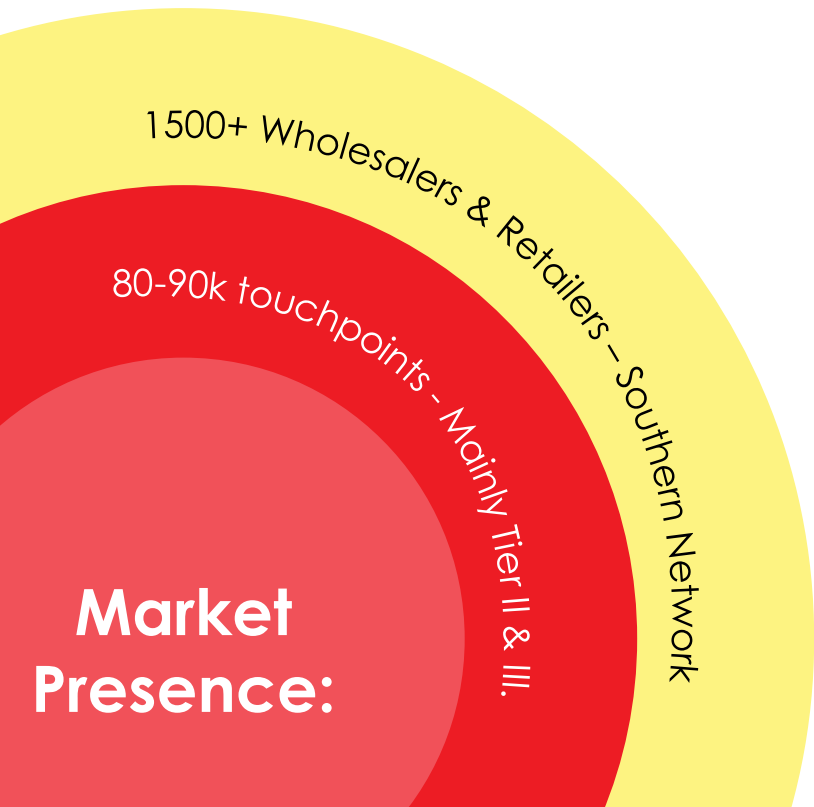 1500+ Wholesalers & Retailers – Southern Network
80-90k touchpoints - Mainly Tier II & III.
Market
Presence: